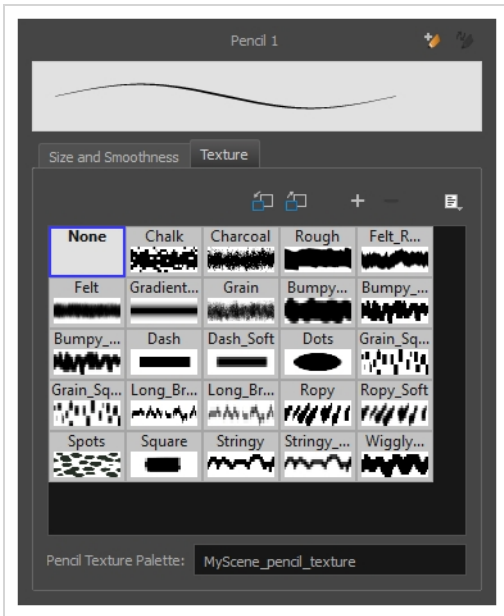 Pencil 1
Size and Smoothness Texture
None Chalk Charcoal Rough Felt_R...
Felt Gradient... Grain Bumpy... Bumpy_...
Bumpy_... Dash Dash_Soft Dots Grain_Sq...
Grain_Sq... Long_Br... Long_Br... Ropy Ropy_Soft
Spots Square Stringy Stringy_... Wiggly...
Pencil Texture Palette: MyScene_pencil_texture